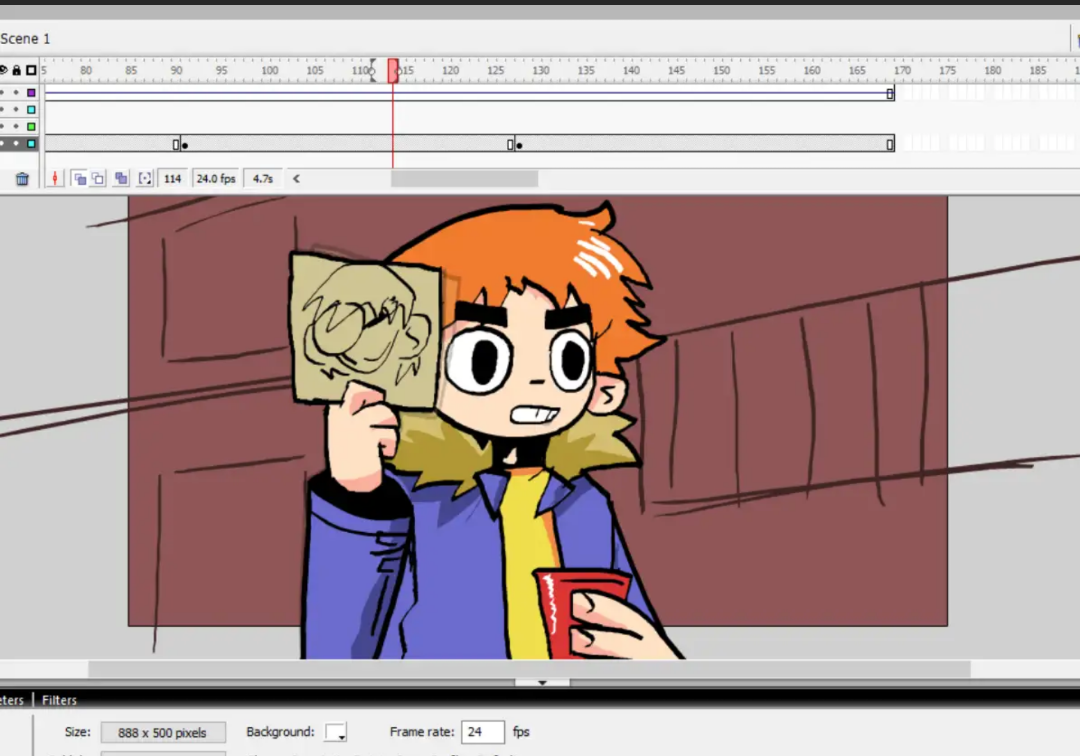 Scene 1
5 80 85 90 95 100 105 110 115 120 125 130 135 140 145 150 155 160 165 170 175 180 185
114 24.0 fps 4.7s
Filters
Size: 888 x 500 pixels Background: Frame rate: 24 fps